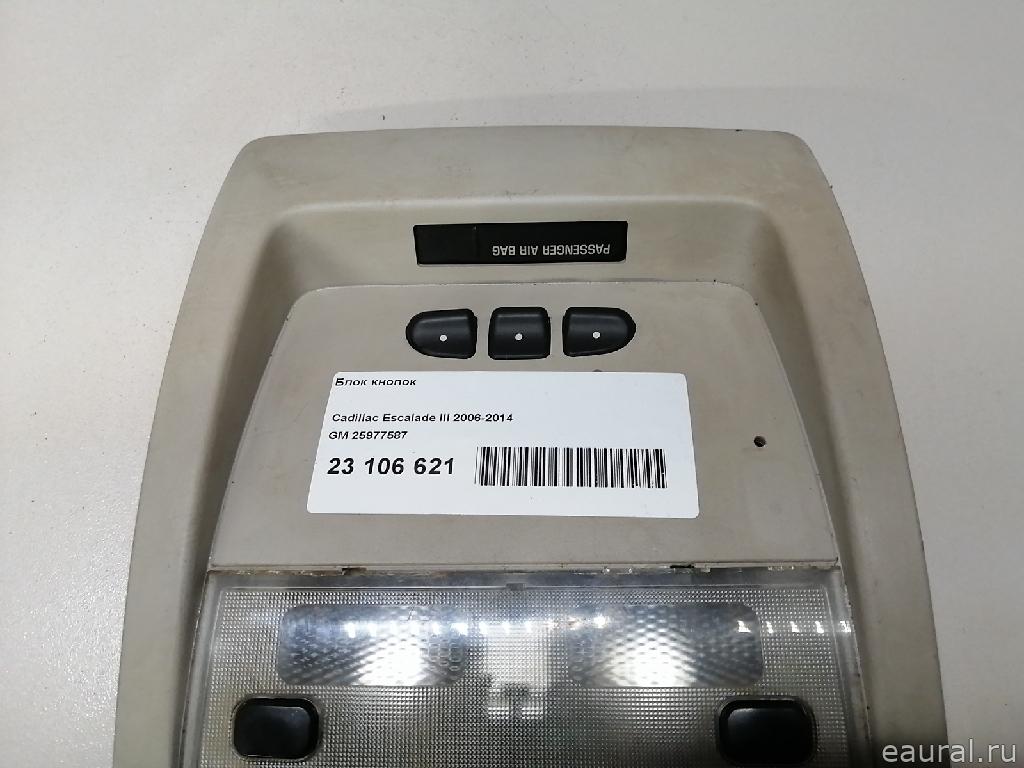 PASSENGER AIR BAG
Блок кнопок
Cadillac Escalade III 2006-2014
GM 25977587
23 106 621
eaural.ru